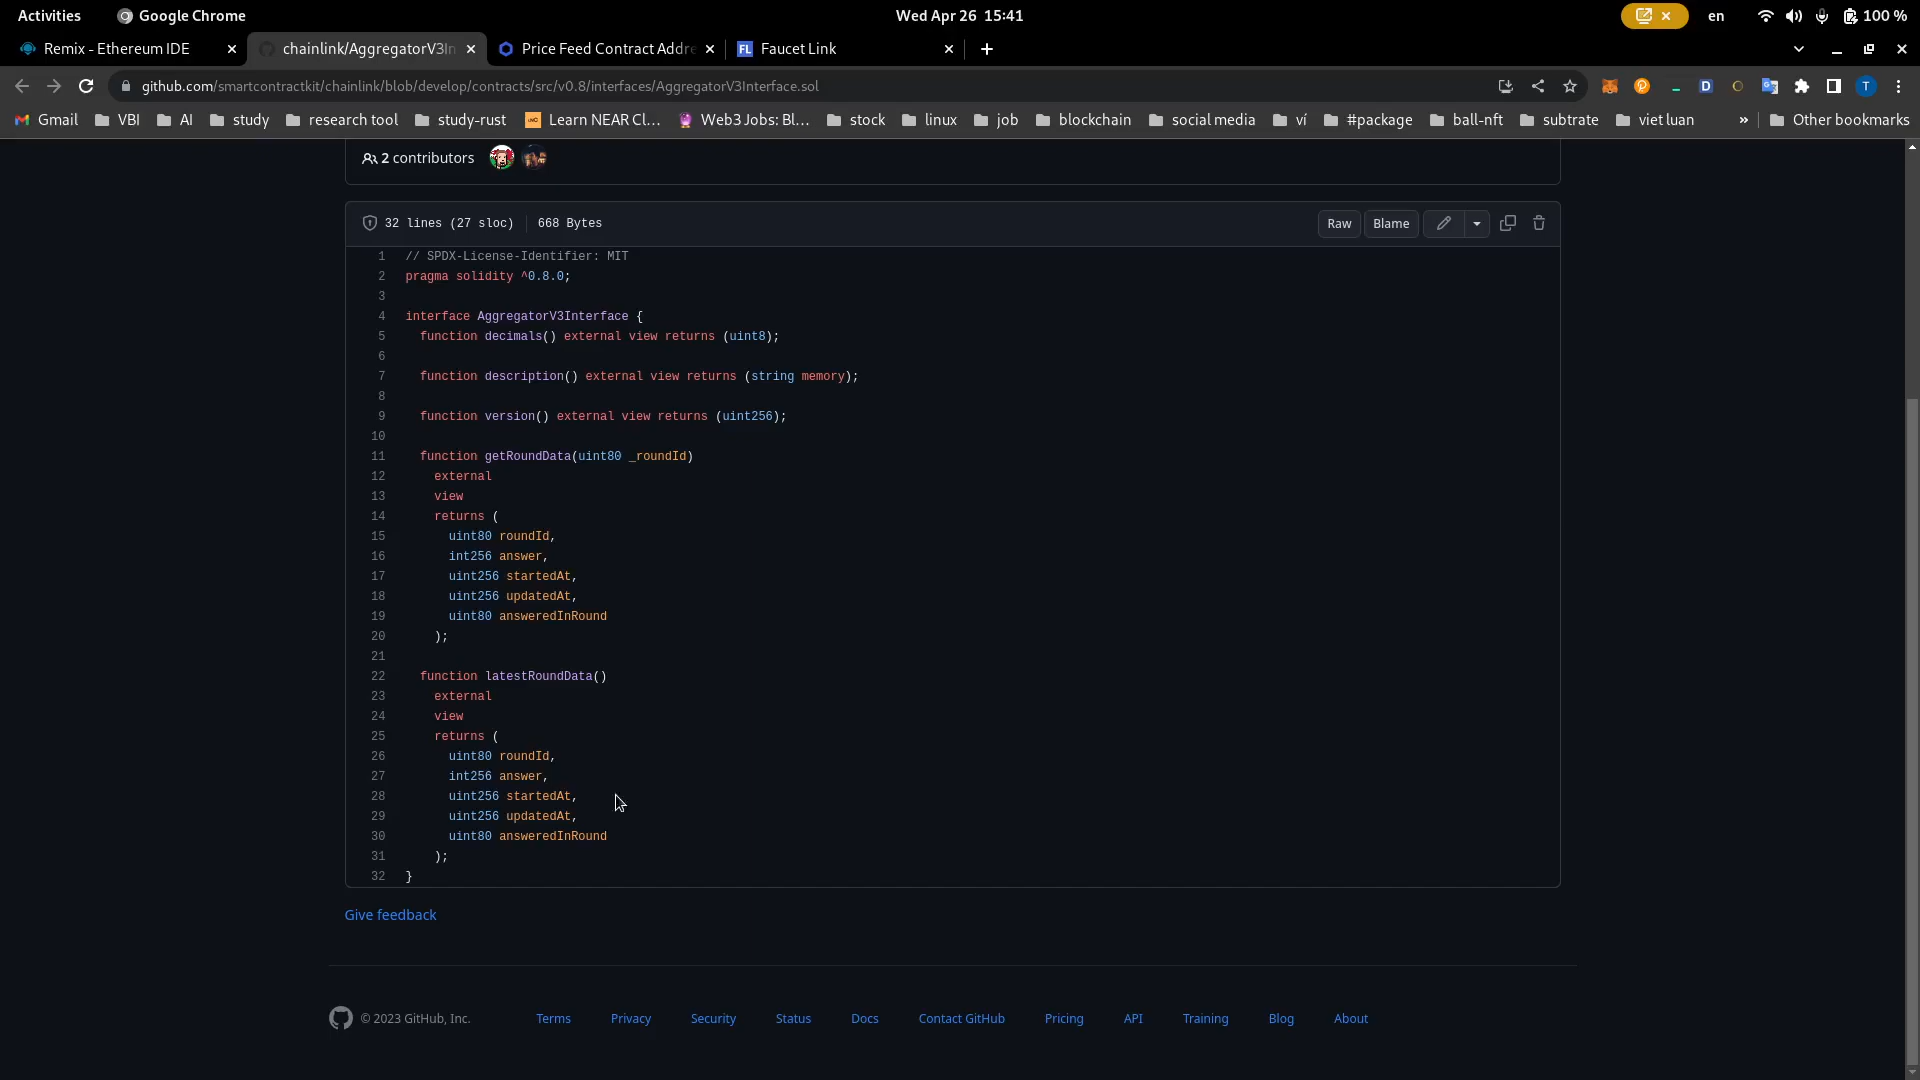 Activities Google Chrome Wed Apr 26 15:41 en 100 %
Remix - Ethereum IDE chainlink/AggregatorV3In Price Feed Contract Addre FL Faucet Link
github.com/smartcontractkit/chainlink/blob/develop/contracts/src/v0.8/interfaces/AggregatorV3Interface.sol
Gmail VBI AI study research tool study-rust Learn NEAR Cl... Web3 Jobs: Bl... stock linux job blockchain social media ví #package ball-nft subtrate viet luan » Other bookmarks
2 contributors
32 lines (27 sloc) 668 Bytes Raw Blame
1 // SPDX-License-Identifier: MIT
2 pragma solidity ^0.8.0;
3
4 interface AggregatorV3Interface {
5 function decimals() external view returns (uint8);
6
7 function description() external view returns (string memory);
8
9 function version() external view returns (uint256);
10
11 function getRoundData(uint80 _roundId)
12 external
13 view
14 returns (
15 uint80 roundId,
16 int256 answer,
17 uint256 startedAt,
18 uint256 updatedAt,
19 uint80 answeredInRound
20 );
21
22 function latestRoundData()
23 external
24 view
25 returns (
26 uint80 roundId,
27 int256 answer,
28 uint256 startedAt,
29 uint256 updatedAt,
30 uint80 answeredInRound
31 );
32 }
Give feedback
© 2023 GitHub, Inc. Terms Privacy Security Status Docs Contact GitHub Pricing API Training Blog About